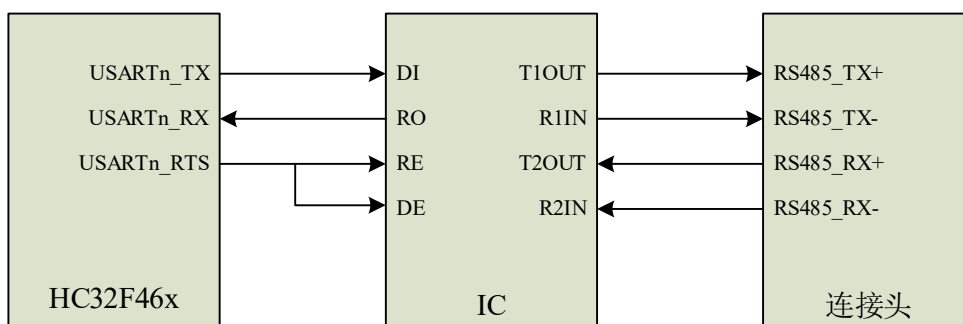 USARTn_TX
USARTn_RX
USARTn_RTS
HC32F46x
DI
RO
RE
DE
T1OUT
R1IN
T2OUT
R2IN
IC
RS485_TX+
RS485_TX-
RS485_RX+
RS485_RX-
连接头